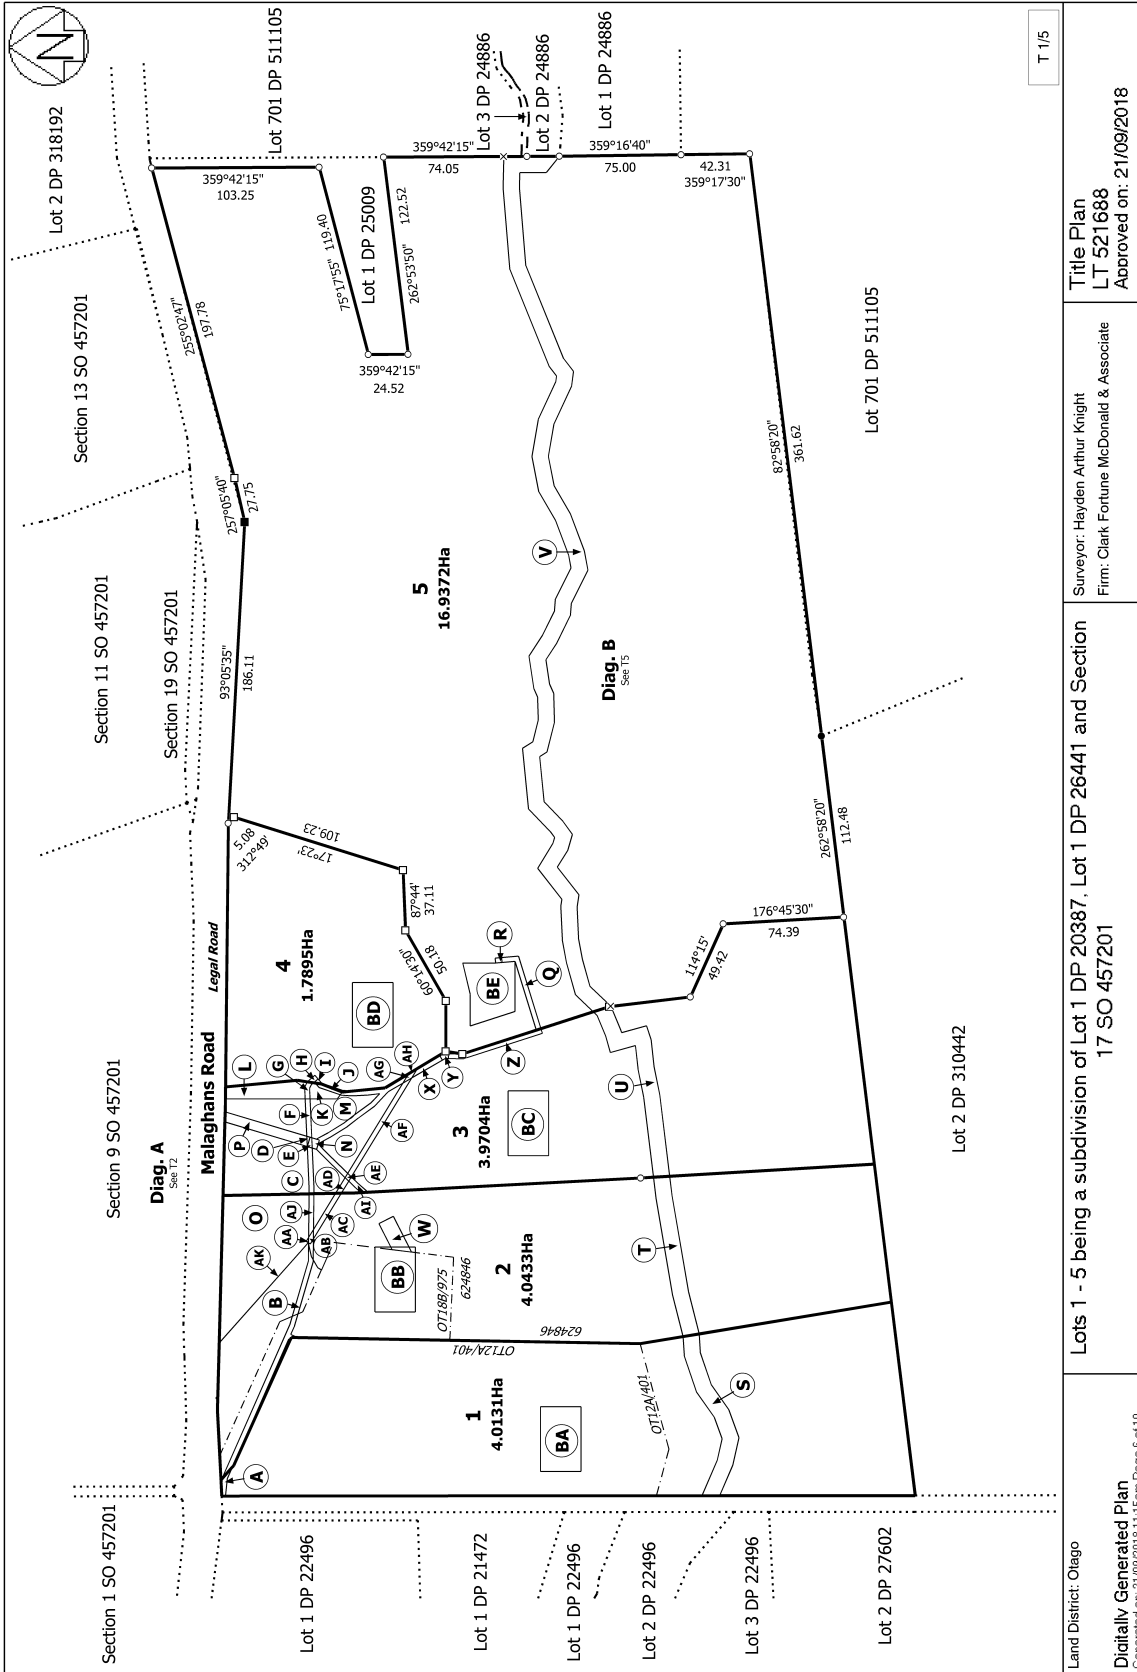 N
Lot 2 DP 318192
Section 13 SO 457201
Section 11 SO 457201
Section 19 SO 457201
Section 9 SO 457201
Section 1 SO 457201
Lot 701 DP 511105
Lot 3 DP 24886
Lot 2 DP 24886
Lot 1 DP 24886
Lot 1 DP 25009
Lot 701 DP 511105
Lot 2 DP 310442
Lot 1 DP 22496
Lot 1 DP 21472
Lot 1 DP 22496
Lot 2 DP 22496
Lot 3 DP 22496
Lot 2 DP 27602
Diag. A
See T2
Malaghans Road
Legal Road
Diag. B
See T5
255°02'47"
197.78
257°05'40"
27.75
93°05'35"
186.11
359°42'15"
103.25
75°17'55" 119.40
359°42'15"
24.52
262°53'50"
122.52
359°42'15"
74.05
359°16'40"
75.00
42.31
359°17'30"
82°58'20"
361.62
262°58'20"
112.48
176°45'30"
74.39
114°15'
49.42
5.08
312°49'
109.23
17°23'
87°44'
37.11
60°14'30"
50.18
1
4.0131Ha
2
4.0433Ha
3
3.9704Ha
4
1.7895Ha
5
16.9372Ha
A
B
C
D
E
F
G
H
I
J
K
L
M
N
O
P
Q
R
S
T
U
V
W
X
Y
Z
AA
AB
AC
AD
AE
AF
AG
AH
AI
AJ
AK
BA
BB
BC
BD
BE
OT18B/975
624846
624846
OT12A/401
OT12A/401
T 1/5
Land District: Otago
Digitally Generated Plan
Generated on: 21/09/2018 11:15am Page 6 of 10
Lots 1 - 5 being a subdivision of Lot 1 DP 20387, Lot 1 DP 26441 and Section
17 SO 457201
Surveyor: Hayden Arthur Knight
Firm: Clark Fortune McDonald & Associate
Title Plan
LT 521688
Approved on: 21/09/2018